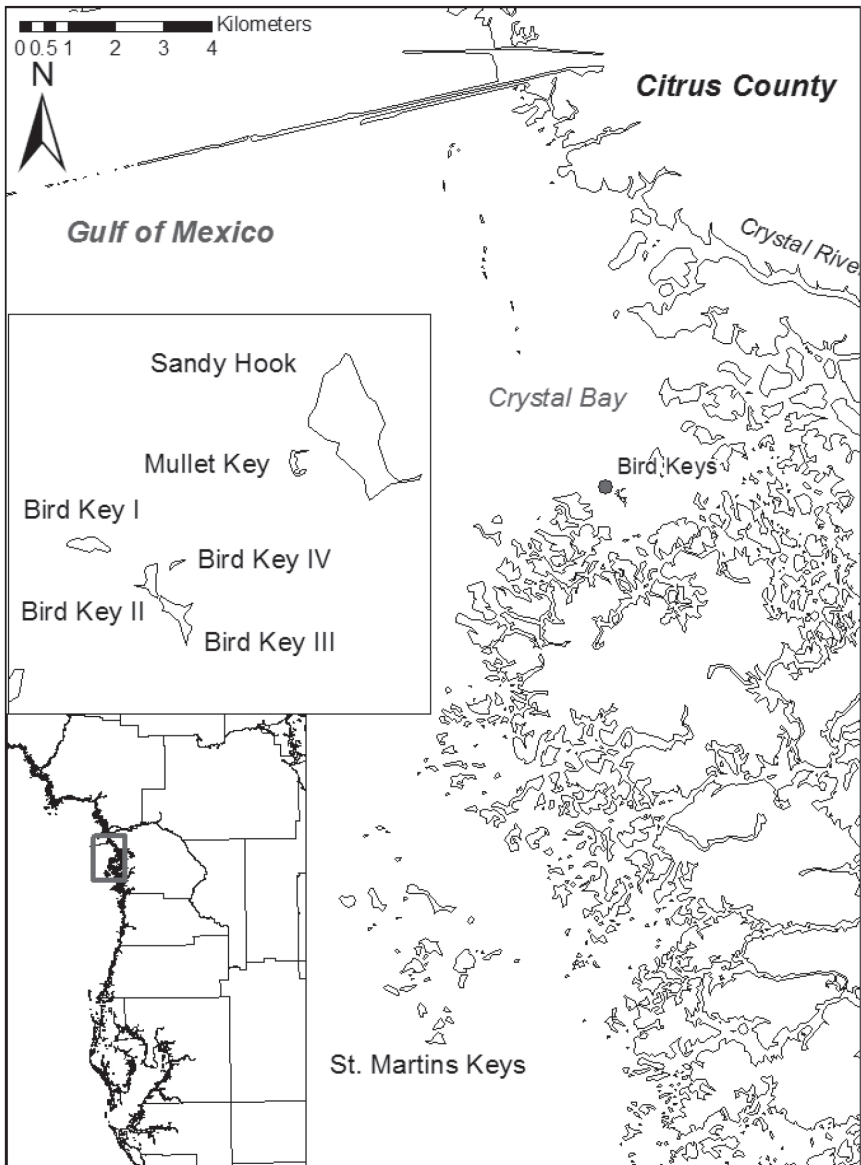 Kilometers
0 0.5 1 2 3 4
N
Citrus County
Gulf of Mexico
Crystal River
Sandy Hook
Crystal Bay
Mullet Key
Bird Keys
Bird Key I
Bird Key IV
Bird Key II
Bird Key III
St. Martins Keys